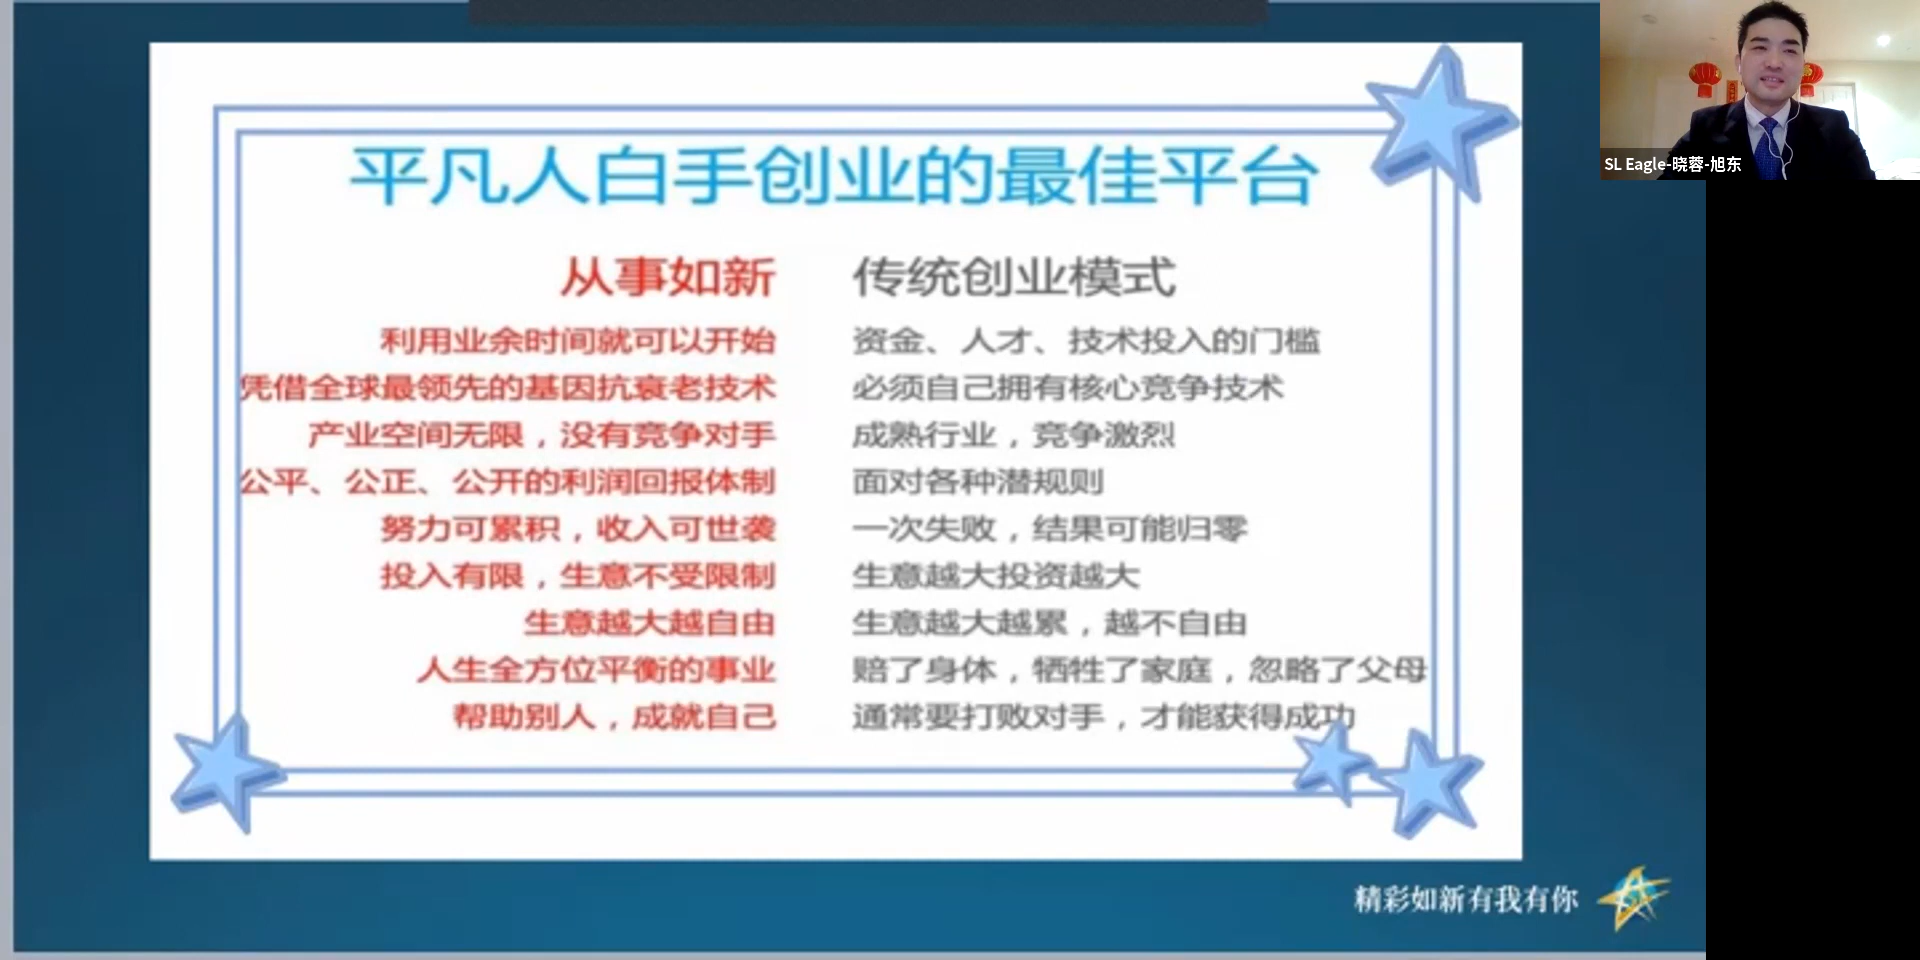 平凡人白手创业的最佳平台
从事如新
传统创业模式
利用业余时间就可以开始
资金、人才、技术投入的门槛
凭借全球最领先的基因抗衰老技术
必须自己拥有核心竞争技术
产业空间无限，没有竞争对手
成熟行业，竞争激烈
公平、公正、公开的利润回报体制
面对各种潜规则
努力可累积，收入可世袭
一次失败，结果可能归零
投入有限，生意不受限制
生意越大投资越大
生意越大越自由
生意越大越累，越不自由
人生全方位平衡的事业
赔了身体，牺牲了家庭，忽略了父母
帮助别人，成就自己
通常要打败对手，才能获得成功
精彩如新有我有你
SL Eagle-晓蓉-旭东